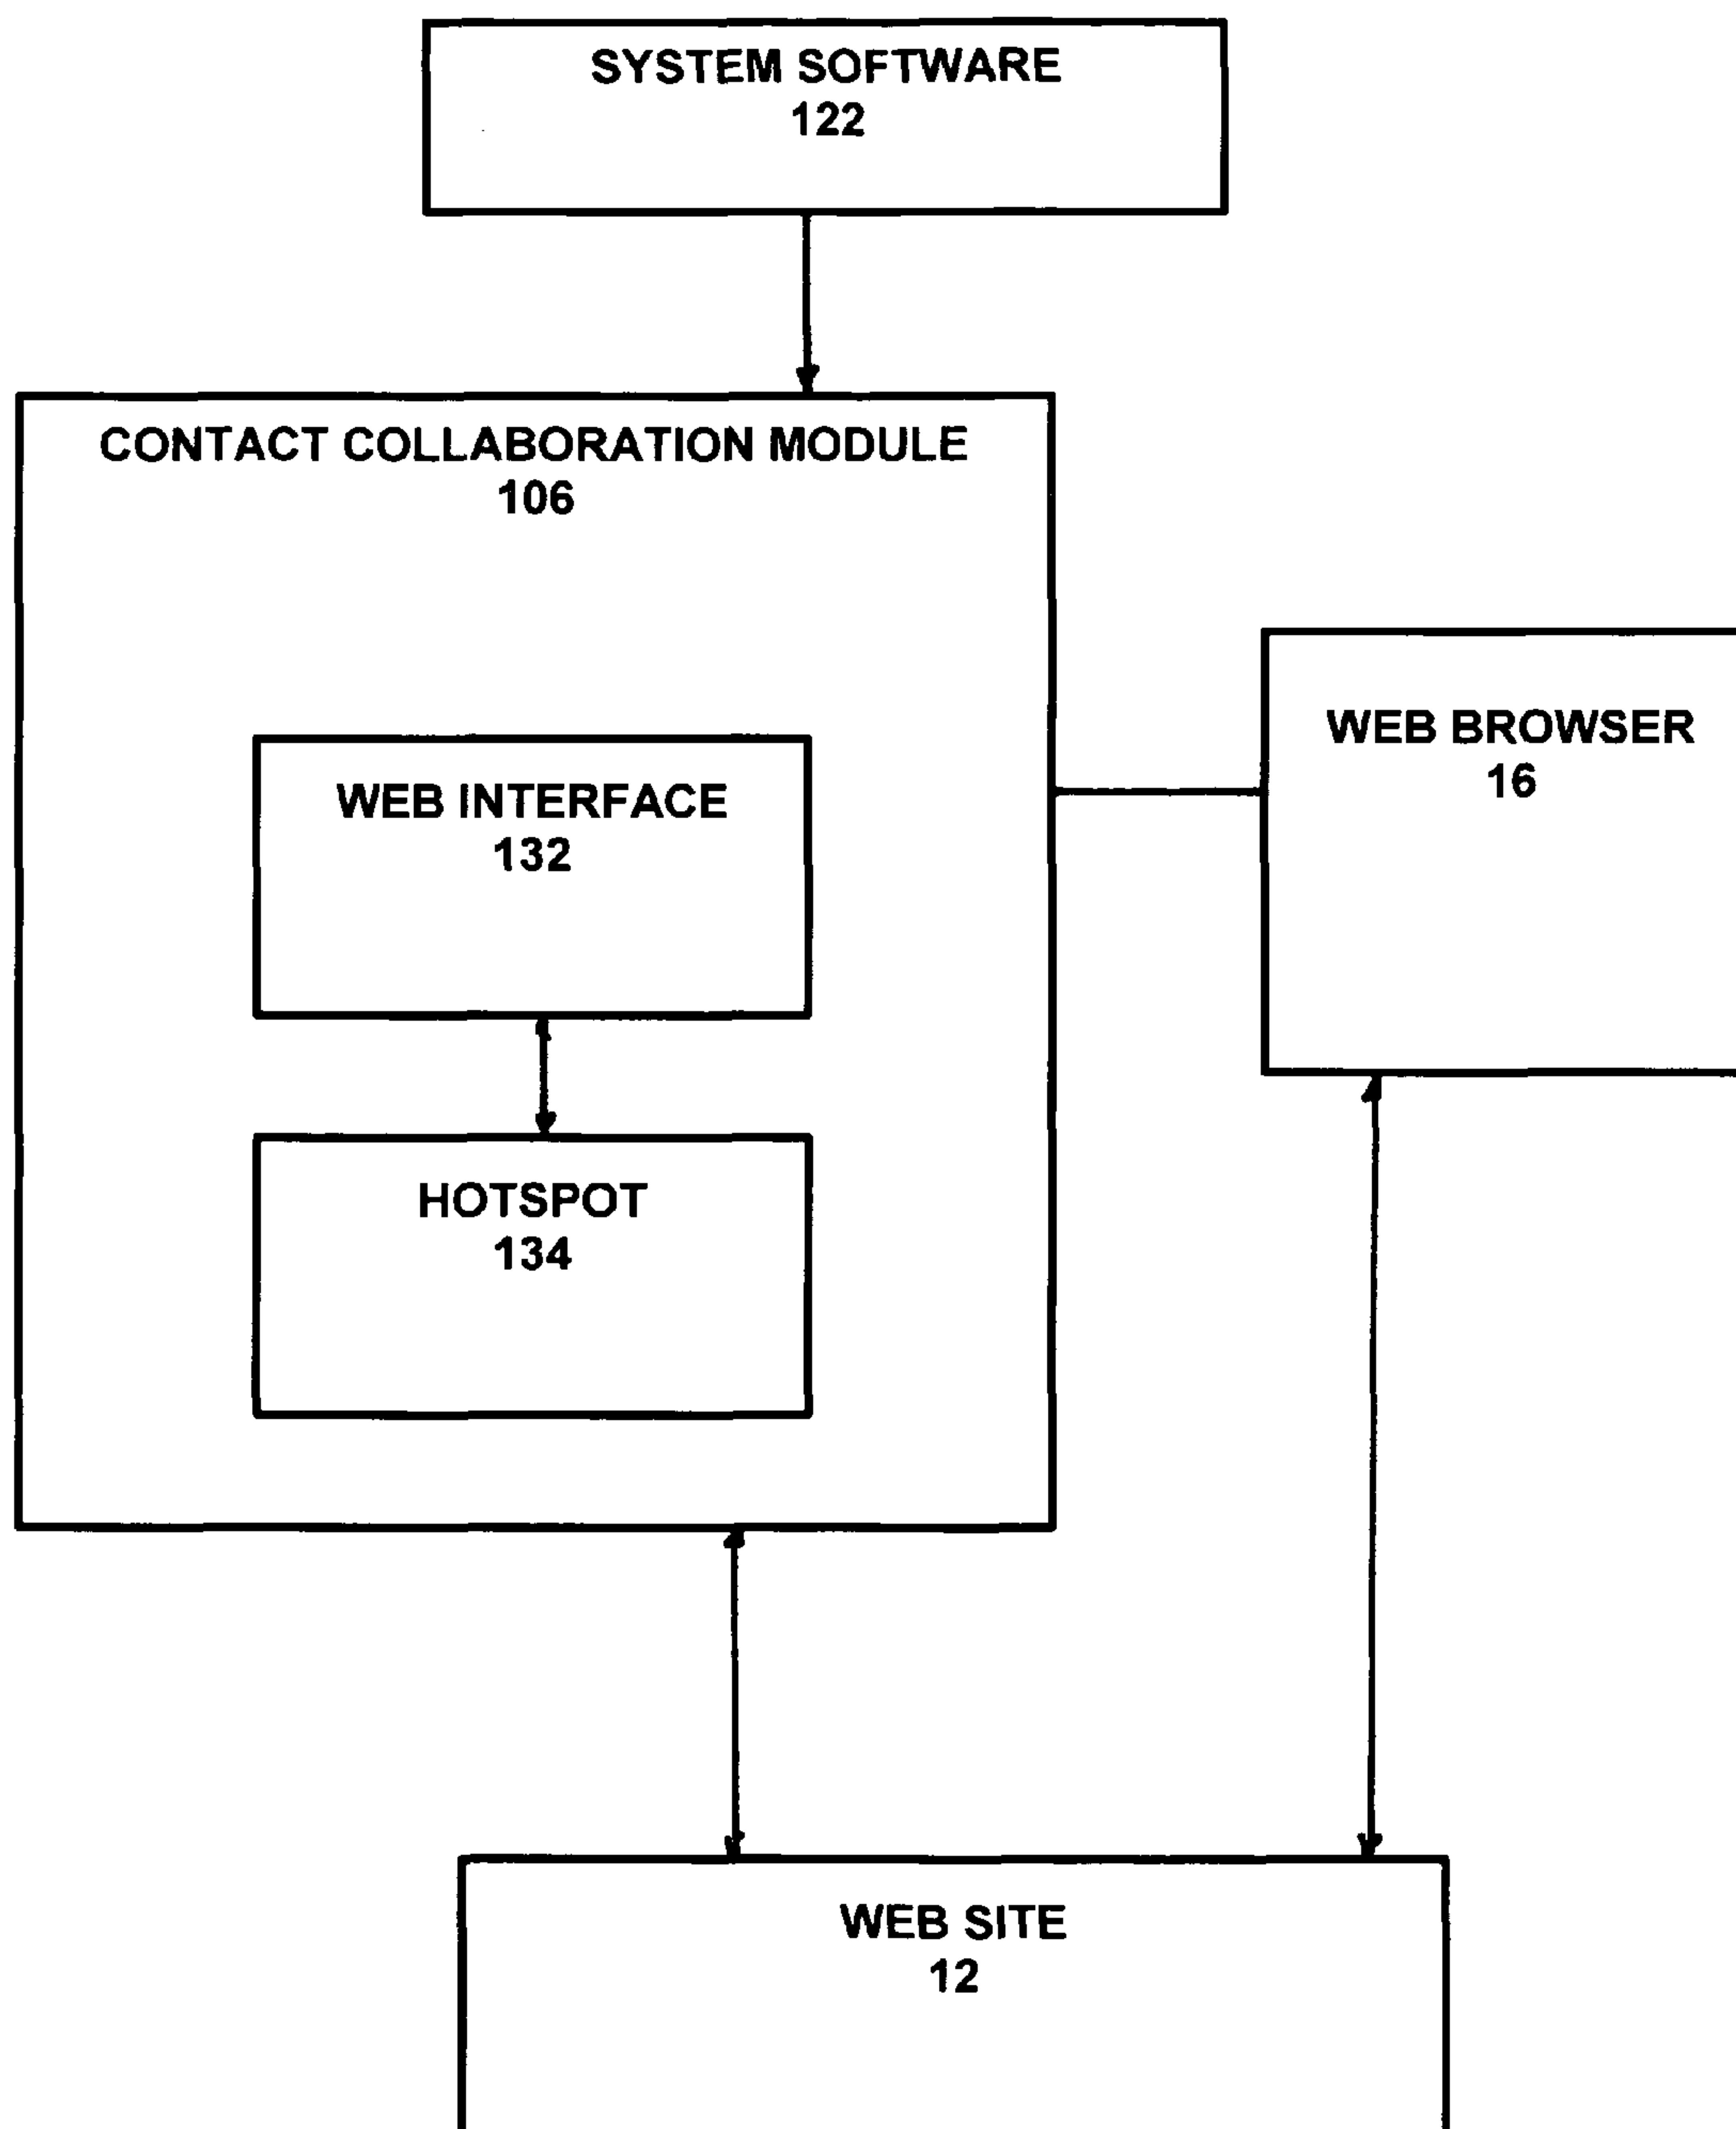 SYSTEM SOFTWARE
122
CONTACT COLLABORATION MODULE
106
WEB INTERFACE
132
HOTSPOT
134
WEB BROWSER
16
WEB SITE
12